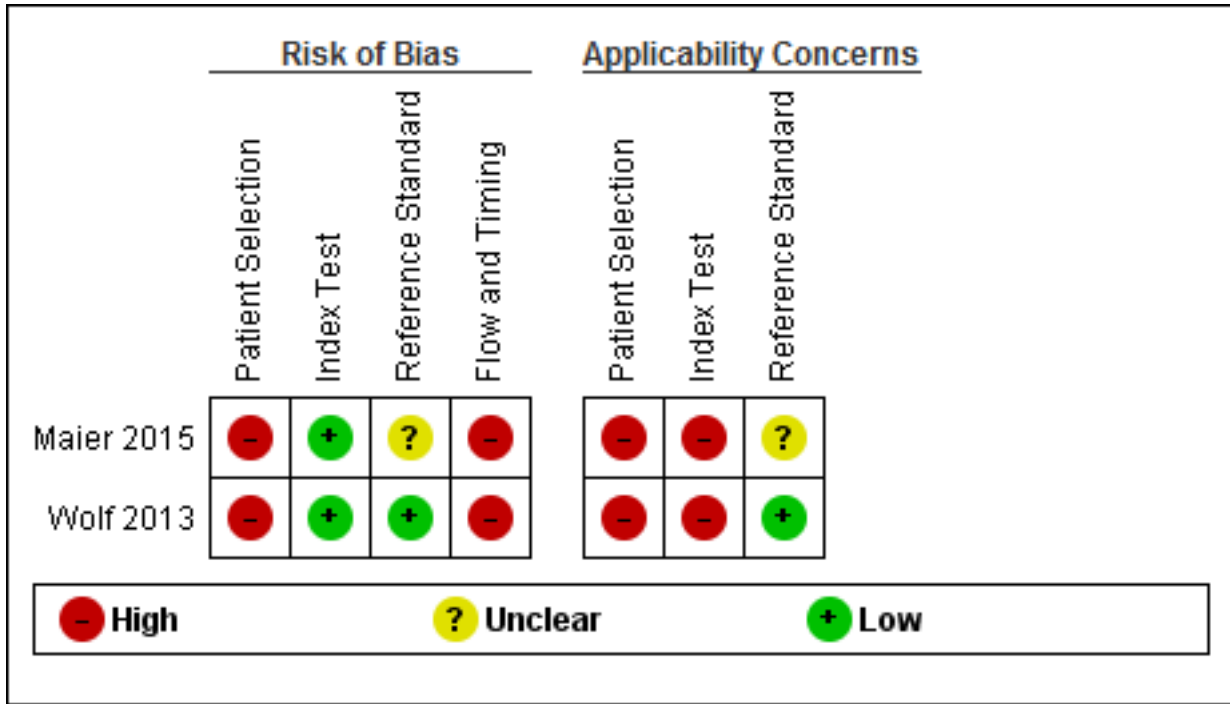 Risk of Bias Applicability Concerns
Patient Selection
Index Test
Reference Standard
Flow and Timing
Patient Selection
Index Test
Reference Standard
Maier 2015 - + ? - - - ?
Wolf 2013 - + + - - - +
- High ? Unclear + Low